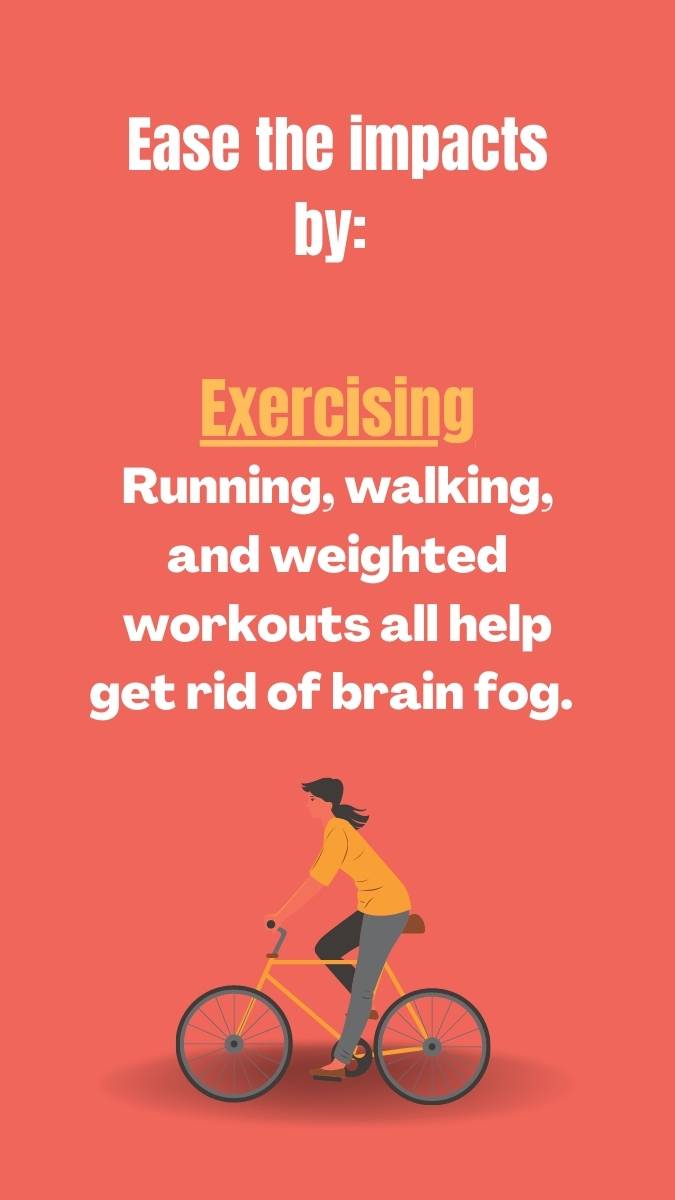 Ease the impacts
by:
Exercising
Running, walking,
and weighted
workouts all help
get rid of brain fog.